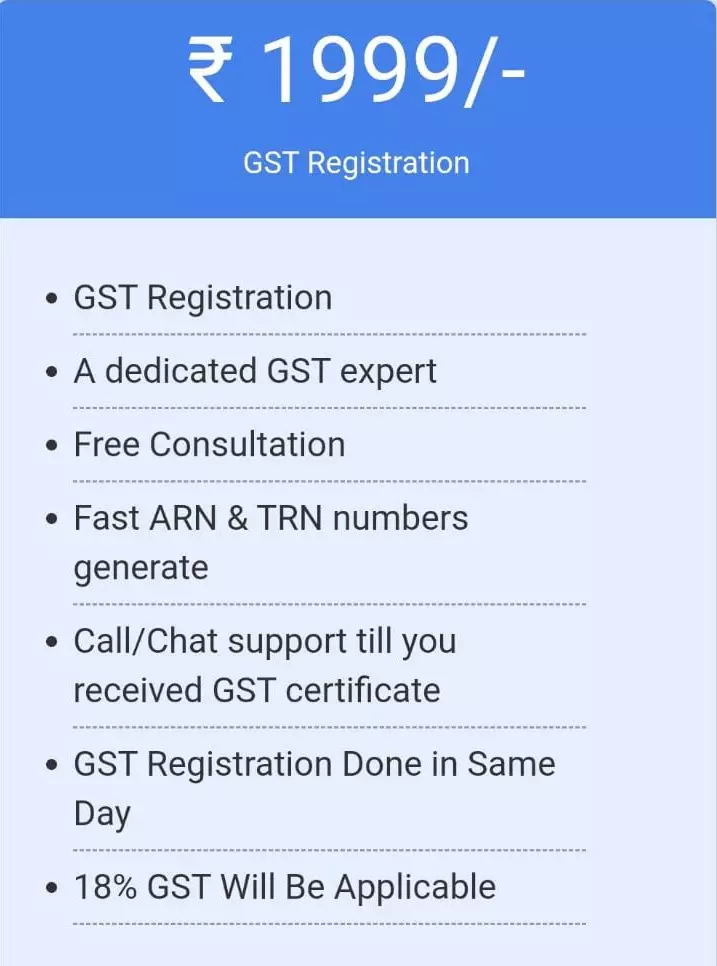 ₹ 1999/-
GST Registration
• GST Registration
• A dedicated GST expert
• Free Consultation
• Fast ARN & TRN numbers
generate
• Call/Chat support till you
received GST certificate
• GST Registration Done in Same
Day
• 18% GST Will Be Applicable